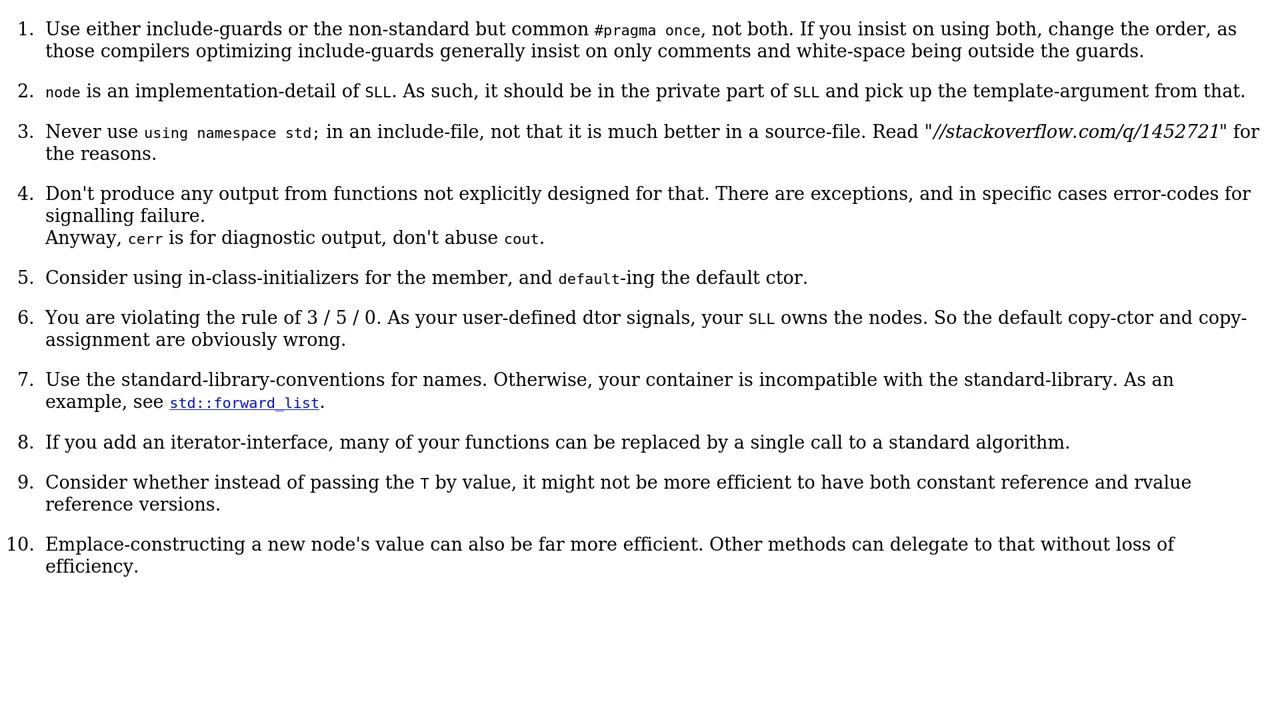 1. Use either include-guards or the non-standard but common #pragma once, not both. If you insist on using both, change the order, as
those compilers optimizing include-guards generally insist on only comments and white-space being outside the guards.
2. node is an implementation-detail of SLL. As such, it should be in the private part of SLL and pick up the template-argument from that.
3. Never use using namespace std; in an include-file, not that it is much better in a source-file. Read "//stackoverflow.com/q/1452721" for
the reasons.
4. Don't produce any output from functions not explicitly designed for that. There are exceptions, and in specific cases error-codes for
signalling failure.
Anyway, cerr is for diagnostic output, don't abuse cout.
5. Consider using in-class-initializers for the member, and default-ing the default ctor.
6. You are violating the rule of 3 / 5 / 0. As your user-defined dtor signals, your SLL owns the nodes. So the default copy-ctor and copy-
assignment are obviously wrong.
7. Use the standard-library-conventions for names. Otherwise, your container is incompatible with the standard-library. As an
example, see std::forward_list.
8. If you add an iterator-interface, many of your functions can be replaced by a single call to a standard algorithm.
9. Consider whether instead of passing the T by value, it might not be more efficient to have both constant reference and rvalue
reference versions.
10. Emplace-constructing a new node's value can also be far more efficient. Other methods can delegate to that without loss of
efficiency.